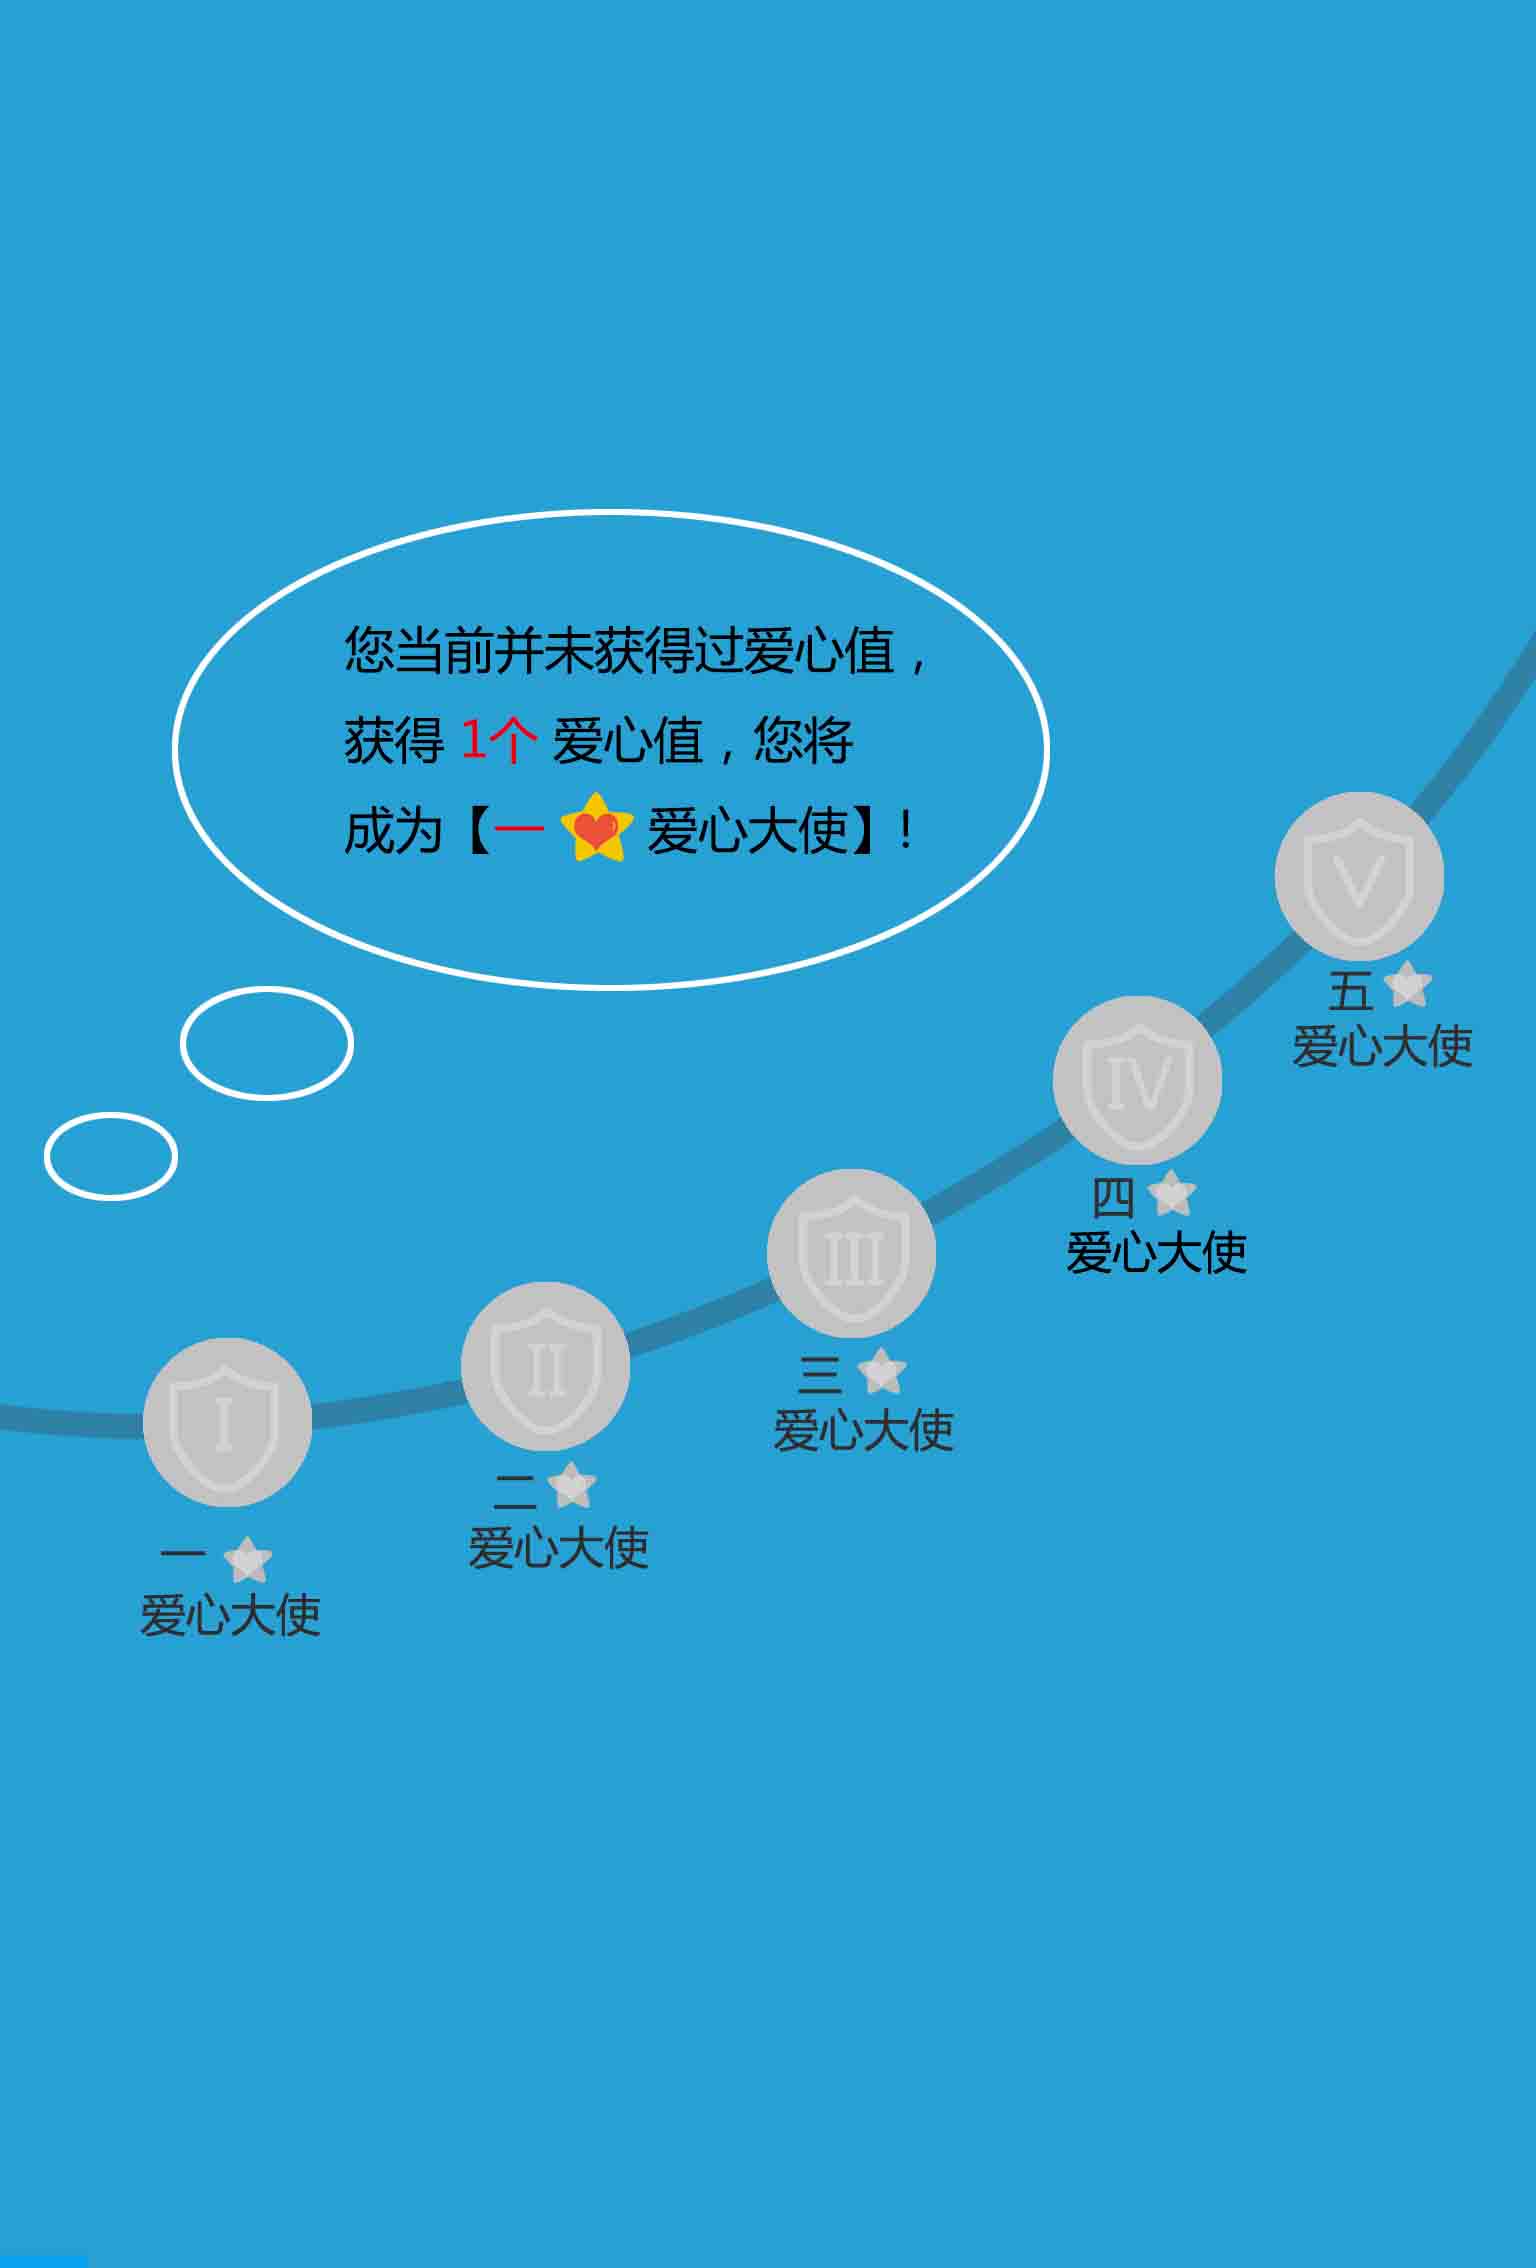 您当前并未获得过爱心值，
获得 1个 爱心值，您将
成为【一 爱心大使】！
V
五
爱心大使
IV
四
爱心大使
III
三
爱心大使
II
二
爱心大使
I
一
爱心大使